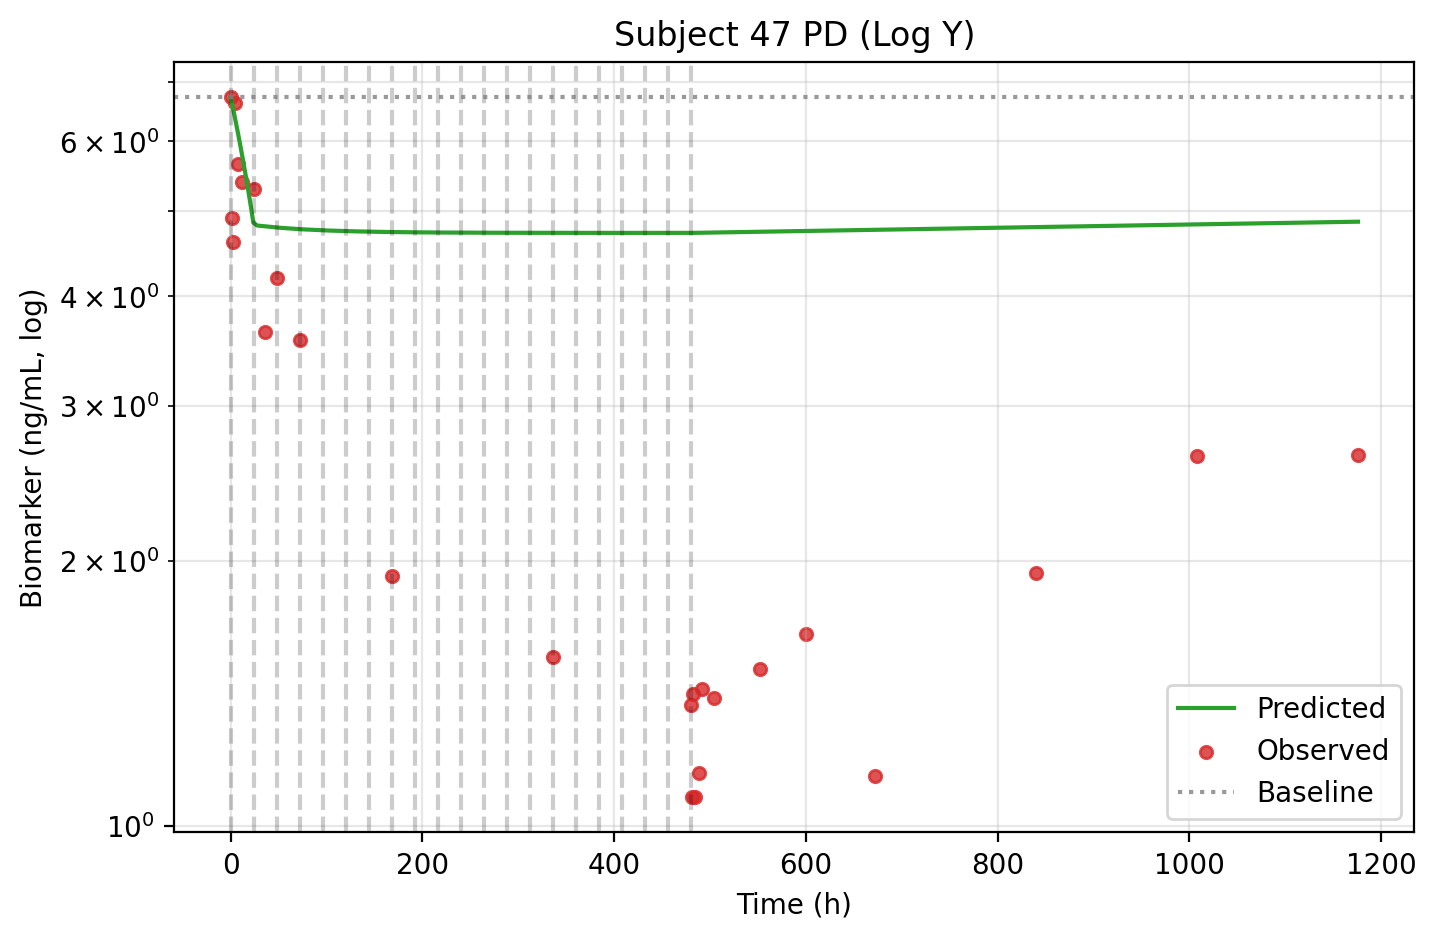 Subject 47 PD (Log Y)
Biomarker (ng/mL, log)
6 × 10⁰
4 × 10⁰
3 × 10⁰
2 × 10⁰
10⁰
0 200 400 600 800 1000 1200
Time (h)
Predicted
Observed
Baseline